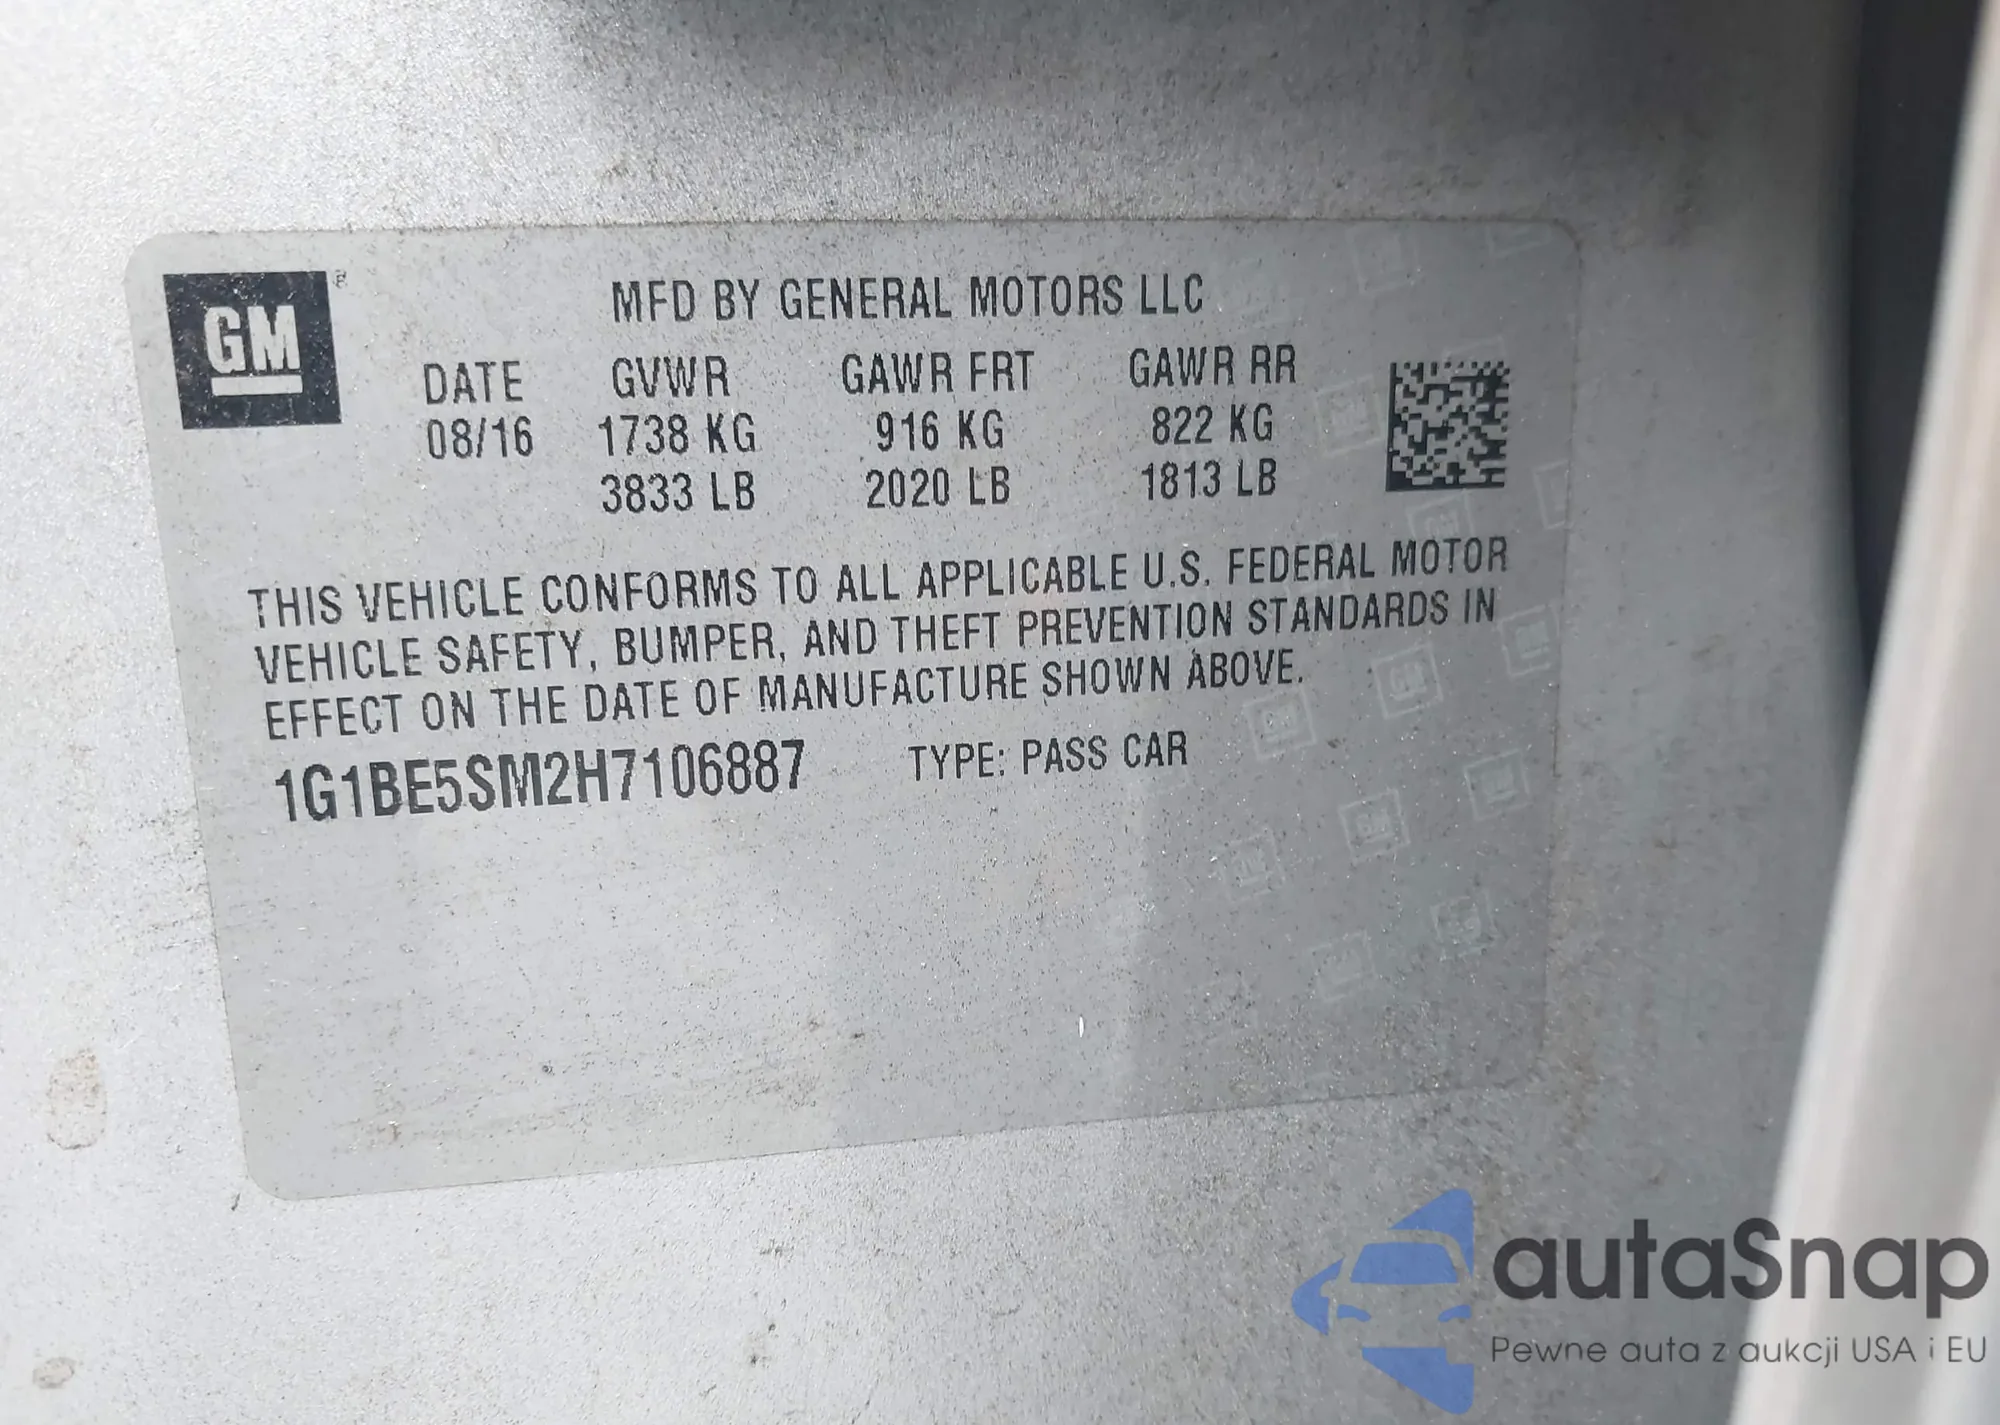 GM
MFD BY GENERAL MOTORS LLC
DATE GVWR GAWR FRT GAWR RR
08/16 1738 KG 916 KG 822 KG
3833 LB 2020 LB 1813 LB
THIS VEHICLE CONFORMS TO ALL APPLICABLE U.S. FEDERAL MOTOR
VEHICLE SAFETY, BUMPER, AND THEFT PREVENTION STANDARDS IN
EFFECT ON THE DATE OF MANUFACTURE SHOWN ABOVE.
1G1BE5SM2H7106887 TYPE: PASS CAR
autaSnap
Pewne auta z aukcji USA i EU